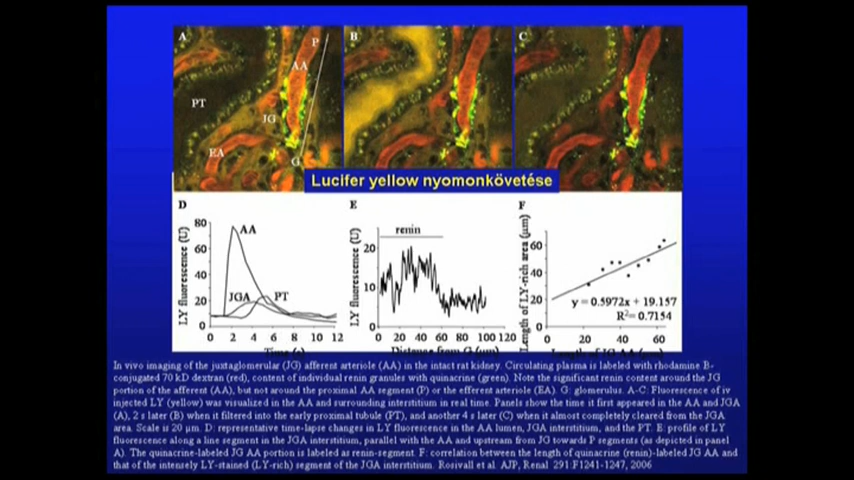 A
B
C
P
AA
PT
JG
EA
G
Lucifer yellow nyomonkövetése
D
E
F
LY fluorescence (U)
80
60
40
20
0
AA
JGA
PT
0 2 4 6 8 10 12
Time (s)
LY fluorescence (U)
renin
20
10
0
0 20 40 60 80 100 120
Distance from G (µm)
Length of LY-rich area (µm)
60
40
20
0
y = 0.5972x + 19.157
R²= 0.7154
0 20 40 60
Length of JG AA (µm)
In vivo imaging of the juxtaglomerular (JG) afferent arteriole (AA) in the intact rat kidney. Circulating plasma is labeled with rhodamine B-
conjugated 70 kD dextran (red), content of individual renin granules with quinacrine (green). Note the significant renin content around the JG
portion of the afferent (AA), but not around the proximal AA segment (P) or the efferent arteriole (EA). G: glomerulus. A-C: Fluorescence of iv
injected LY (yellow) was visualized in the AA and surrounding interstitium in real time. Panels show the time it first appeared in the AA and JGA
(A), 2 s later (B) when it filtered into the early proximal tubule (PT), and another 4 s later (C) when it almost completely cleared from the JGA
area. Scale is 20 µm. D: representative time-lapse changes in LY fluorescence in the AA lumen, JGA interstitium, and the PT. E: profile of LY
fluorescence along a line segment in the JGA interstitium, parallel with the AA and upstream from JG towards P segments (as depicted in panel
A). The quinacrine-labeled JG AA portion is labeled as renin-segment. F: correlation between the length of quinacrine (renin)-labeled JG AA and
that of the intensely LY-stained (LY-rich) segment of the JGA interstitium. Rosivall et al. AJP, Renal 291:F1241-1247, 2006